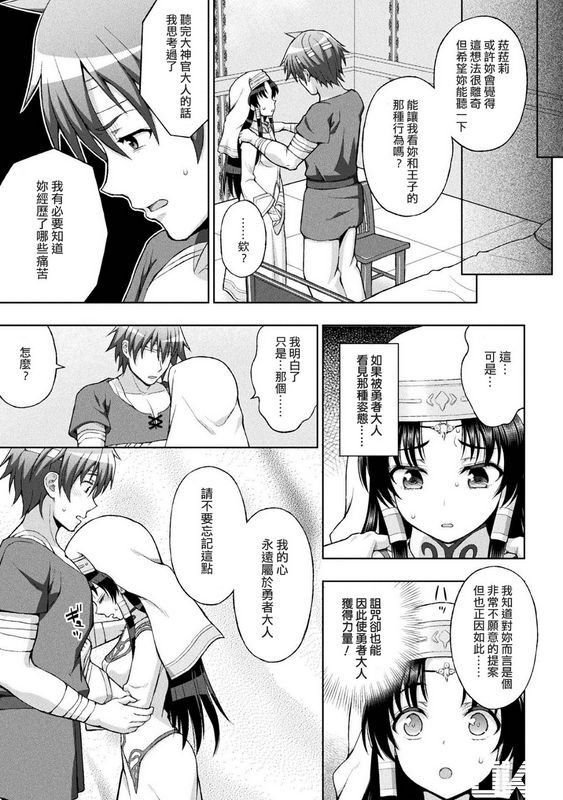 菈菈莉
或許妳會覺得
這想法很離奇
但希望妳能聽一下
能讓我看妳和王子的
那種行為嗎？
……欸？
聽完大神官大人的話
我思考過了
我有必要知道
妳經歷了哪些痛苦
這…
可是…
如果被勇者大人
看見那種姿態……
我知道對妳而言是個
非常不願意的提案
但也正因如此……
詛咒卻也能
因此使勇者大人
獲得力量！
我明白了
只是…那個…
怎麼？
我的心
永遠屬於勇者大人
請不要忘記這點
ギュ